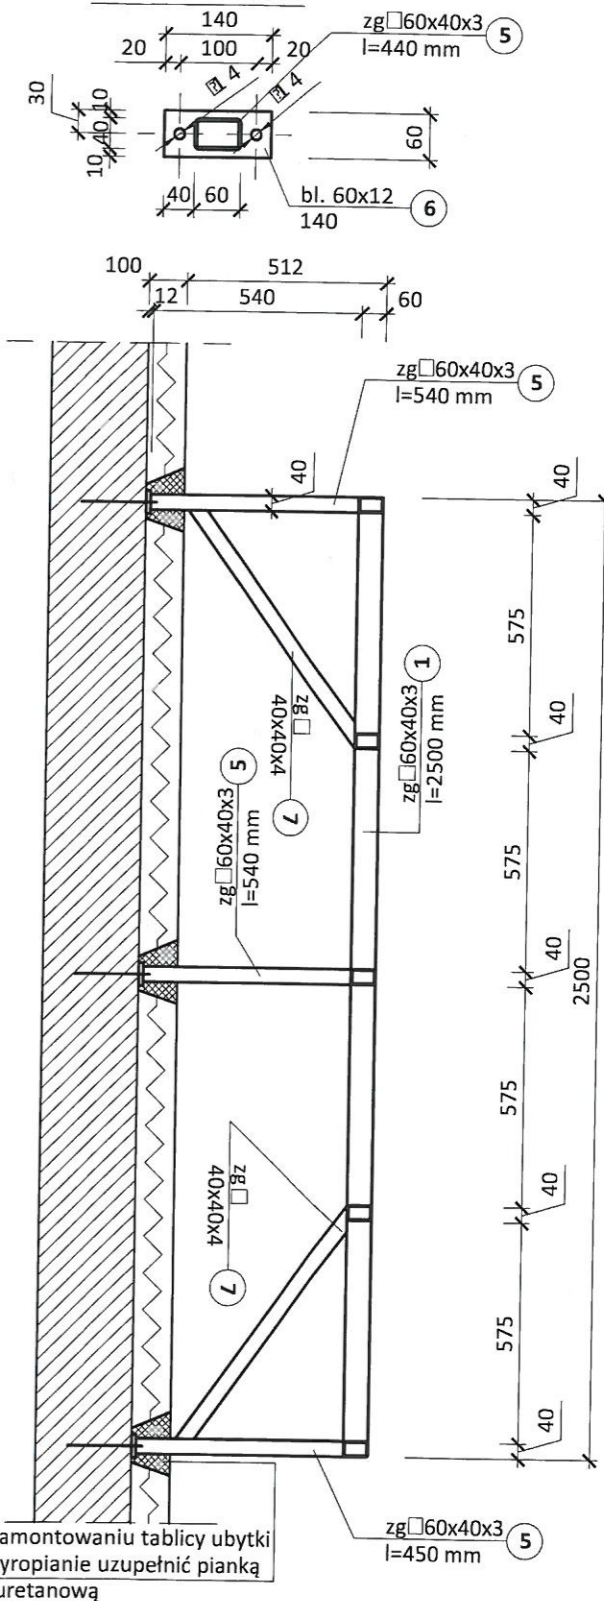 140
20 100 20
zg□60x40x3
l=440 mm
5
14
14
30
10
40
10
60
40 60
bl. 60x12
140
6
100 512
12 540 60
zg□60x40x3
l=540 mm
5
40
40
575
1
zg□60x40x3
l=2500 mm
zg□
40x40x4
7
40
5
zg□60x40x3
l=540 mm
575
40
2500
575
zg□
40x40x4
7
40
575
40
zg□60x40x3
l=450 mm
5
amontowaniu tablicy ubytki
yropianie uzupełnić pianką
uretanową